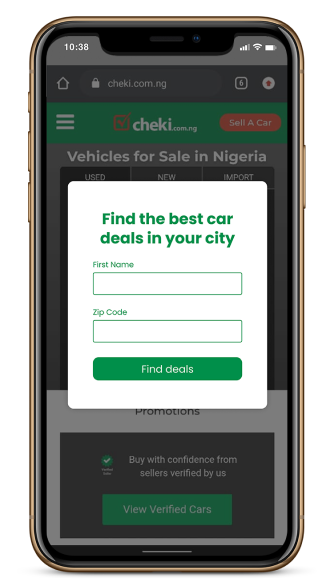 10:38
cheki.com.ng
6
cheki.com.ng
Sell A Car
Vehicles for Sale in Nigeria
USED
NEW
IMPORT
Find the best car
deals in your city
First Name
Zip Code
Find deals
Promotions
Buy with confidence from
sellers verified by us
View Verified Cars